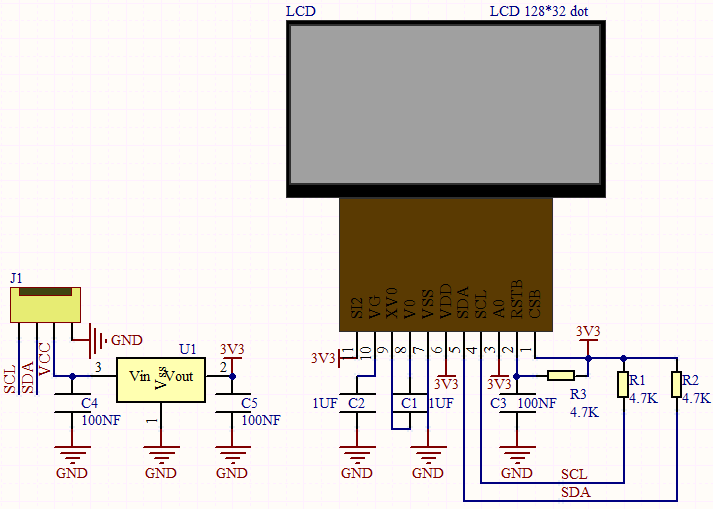 LCD
LCD 128*32 dot
SI2
VG
XV0
V0
VSS
VDD
SDA
SCL
A0
RSTB
CSB
11
10
9
8
7
6
5
4
3
2
1
J1
GND
SCL
SDA
VCC
U1
3
Vin
Vss
Vout
2
3V3
1
C4
100NF
C5
100NF
GND
GND
GND
3V3
3V3
3V3
3V3
1UF
C2
C1
1UF
C3
100NF
R3
4.7K
R1
4.7K
R2
4.7K
GND
GND
GND
SCL
SDA